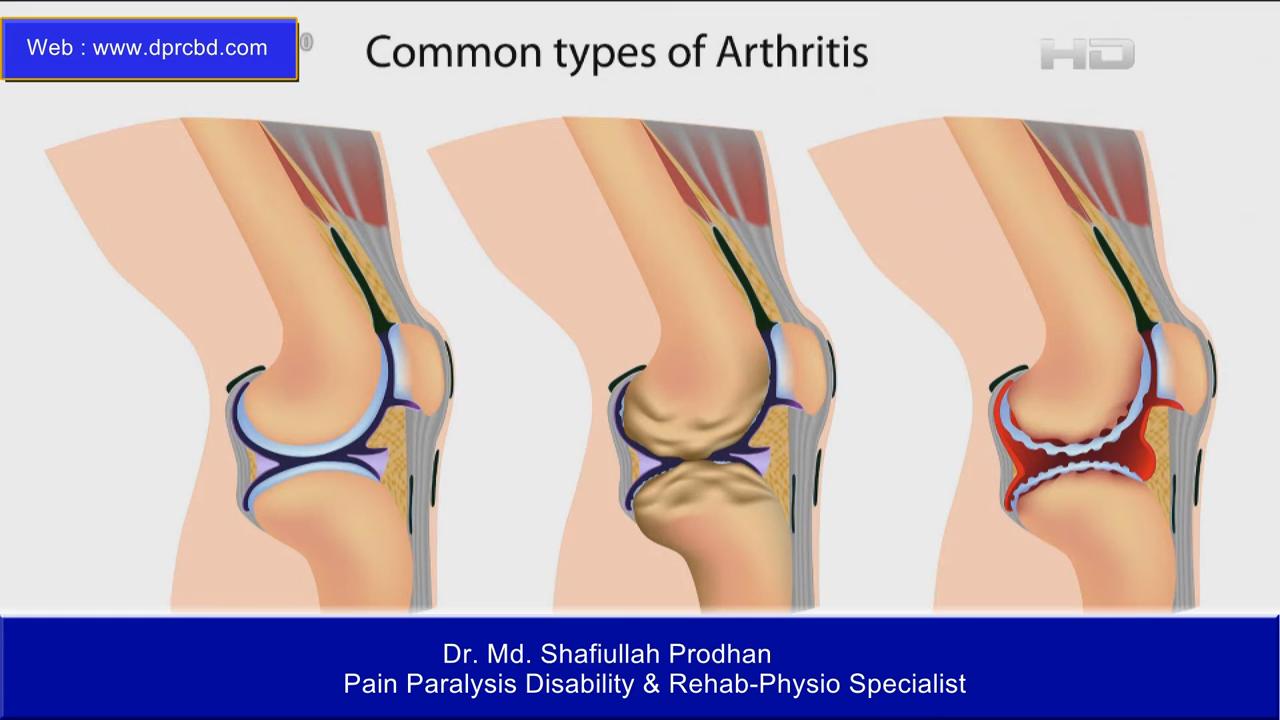 Web : www.dprcbd.com
Common types of Arthritis
HD
Dr. Md. Shafiullah Prodhan
Pain Paralysis Disability & Rehab-Physio Specialist